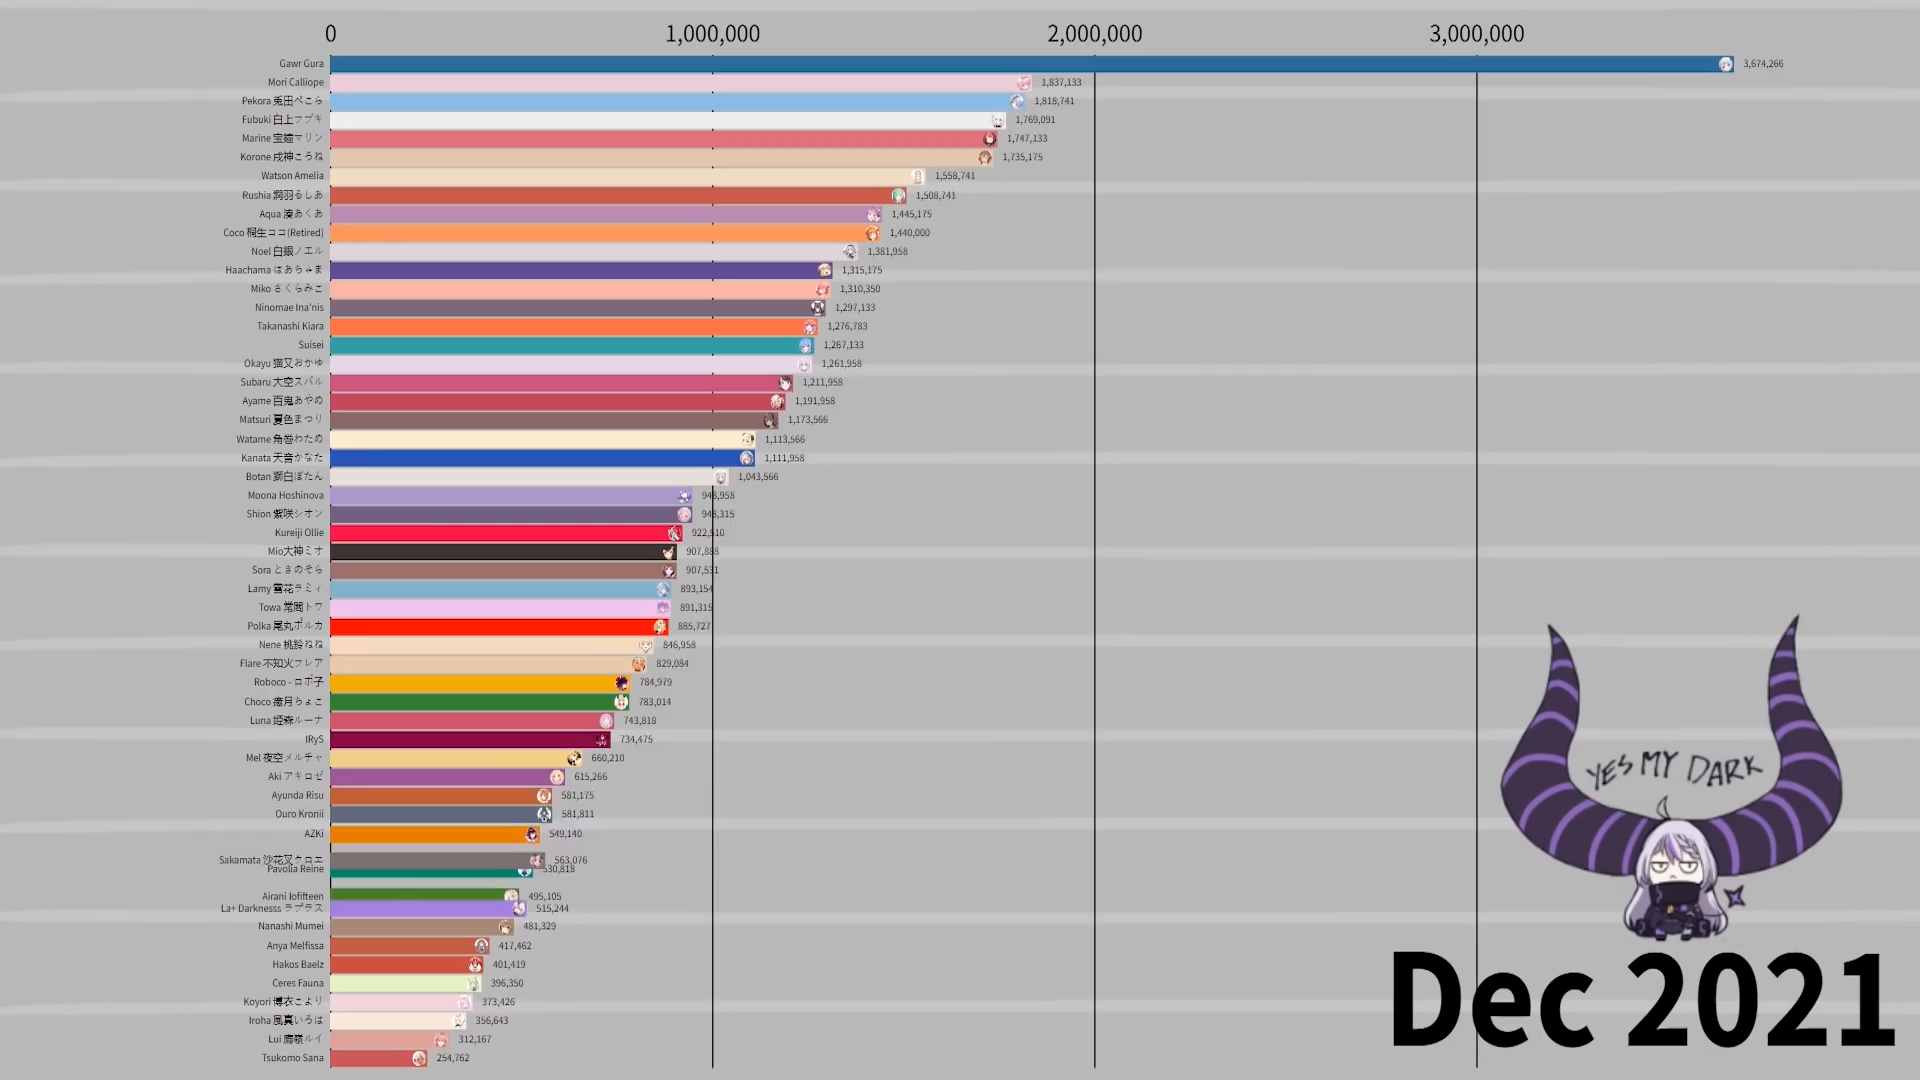 0 1,000,000 2,000,000 3,000,000
Gawr Gura 3,674,266
Mori Calliope 1,837,133
Pekora 兎田ぺこら 1,818,741
Fubuki 白上フブキ 1,769,091
Marine 宝鐘マリン 1,747,133
Korone 戌神ころね 1,735,175
Watson Amelia 1,558,741
Rushia 潤羽るしあ 1,508,741
Aqua 湊あくあ 1,445,175
Coco 桐生ココ(Retired) 1,440,000
Noel 白銀ノエル 1,381,958
Haachama はあちゃま 1,315,175
Miko さくらみこ 1,310,350
Ninomae Ina'nis 1,297,133
Takanashi Kiara 1,276,783
Suisei 1,267,133
Okayu 猫又おかゆ 1,261,958
Subaru 大空スバル 1,211,958
Ayame 百鬼あやめ 1,191,958
Matsuri 夏色まつり 1,173,566
Watame 角巻わため 1,113,566
Kanata 天音かなた 1,111,958
Botan 獅白ぼたん 1,043,566
Moona Hoshinova 948,958
Shion 紫咲シオン 948,315
Kureiji Ollie 922,510
Mio大神ミオ 907,888
Sora ときのそら 907,531
Lamy 雪花ラミィ 893,154
Towa 常闇トワ 891,315
Polka 尾丸ポルカ 885,727
Nene 桃鈴ねね 846,958
Flare 不知火フレア 829,084
Roboco - ロボ子 784,979
Choco 癒月ちょこ 783,014
Luna 姫森ルーナ 743,818
IRyS 734,475
Mel 夜空メルチャ 660,210
Aki アキロゼ 615,266
Ayunda Risu 581,175
Ouro Kronii 581,811
AZKi 549,140
Sakamata 沙花叉クロヱ 563,076
Pavolia Reine 530,818
Airani Iofifteen 495,105
La+ Darknesss ラプラス 515,244
Nanashi Mumei 481,329
Anya Melfissa 417,462
Hakos Baelz 401,419
Ceres Fauna 396,350
Koyori 博衣こより 373,426
Iroha 風真いろは 356,643
Lui 鷹嶺ルイ 312,167
Tsukomo Sana 254,762
YES MY DARK
Dec 2021